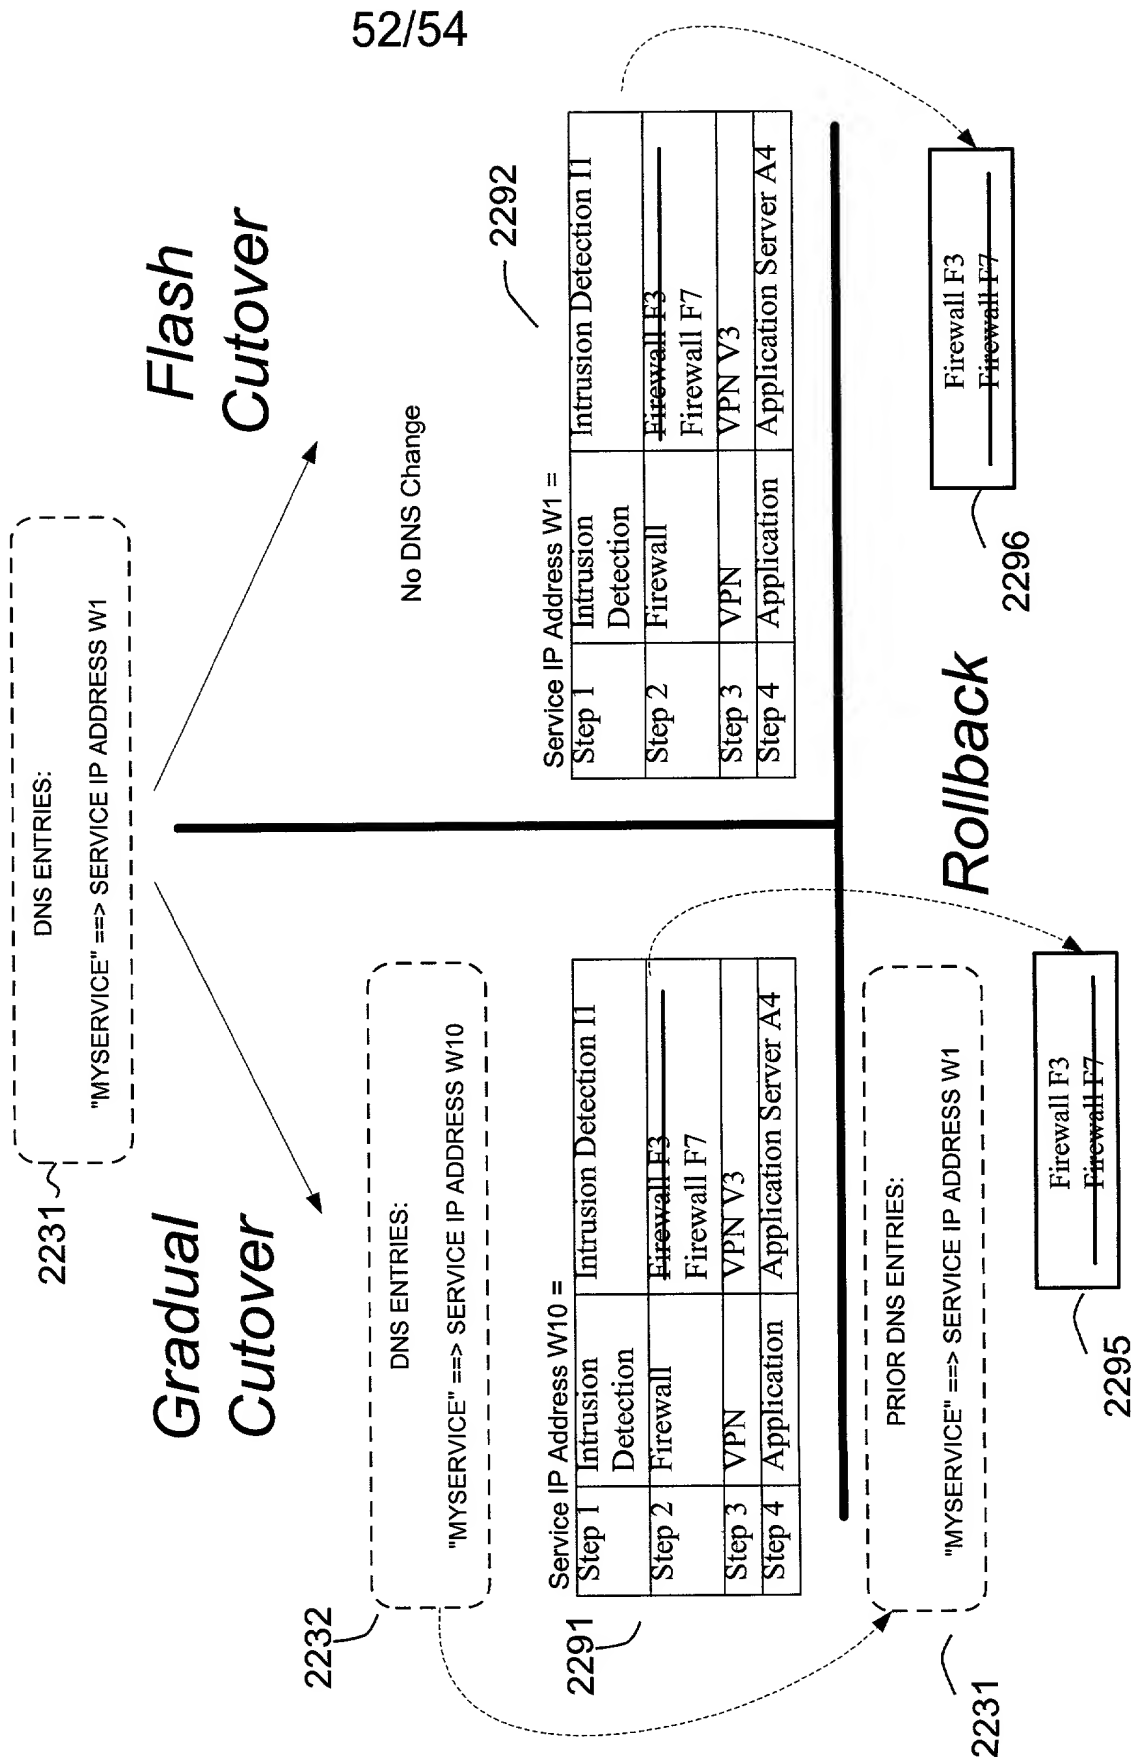 52/54
2231
DNS ENTRIES:
"MYSERVICE" ==> SERVICE IP ADDRESS W1
Gradual
Cutover
Flash
Cutover
2232
DNS ENTRIES:
"MYSERVICE" ==> SERVICE IP ADDRESS W10
No DNS Change
2291
Service IP Address W10 =
Step 1 Intrusion Detection Intrusion Detection I1
Step 2 Firewall Firewall F3
Firewall F7
Step 3 VPN VPN V3
Step 4 Application Application Server A4
2292
Service IP Address W1 =
Step 1 Intrusion Detection Intrusion Detection I1
Step 2 Firewall Firewall F3
Firewall F7
Step 3 VPN VPN V3
Step 4 Application Application Server A4
Rollback
2231
PRIOR DNS ENTRIES:
"MYSERVICE" ==> SERVICE IP ADDRESS W1
2295
Firewall F3
Firewall F7
2296
Firewall F3
Firewall F7